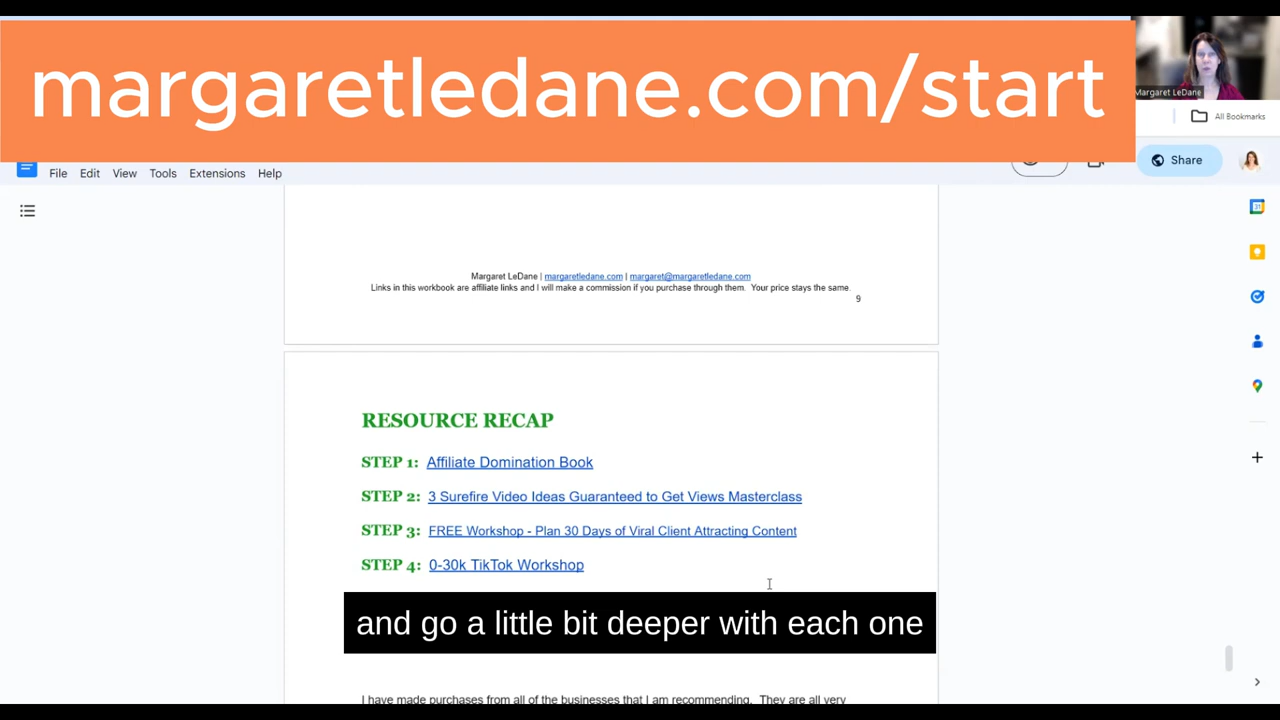 margaretledane.com/start
Margaret LeDane
All Bookmarks
File Edit View Tools Extensions Help
Share
31
Margaret LeDane | margaretledane.com | margaret@margaretledane.com
Links in this workbook are affiliate links and I will make a commission if you purchase through them. Your price stays the same.
9
RESOURCE RECAP
STEP 1: Affiliate Domination Book
STEP 2: 3 Surefire Video Ideas Guaranteed to Get Views Masterclass
STEP 3: FREE Workshop - Plan 30 Days of Viral Client Attracting Content
STEP 4: 0-30k TikTok Workshop
and go a little bit deeper with each one
I have made purchases from all of the businesses that I am recommending. They are all very